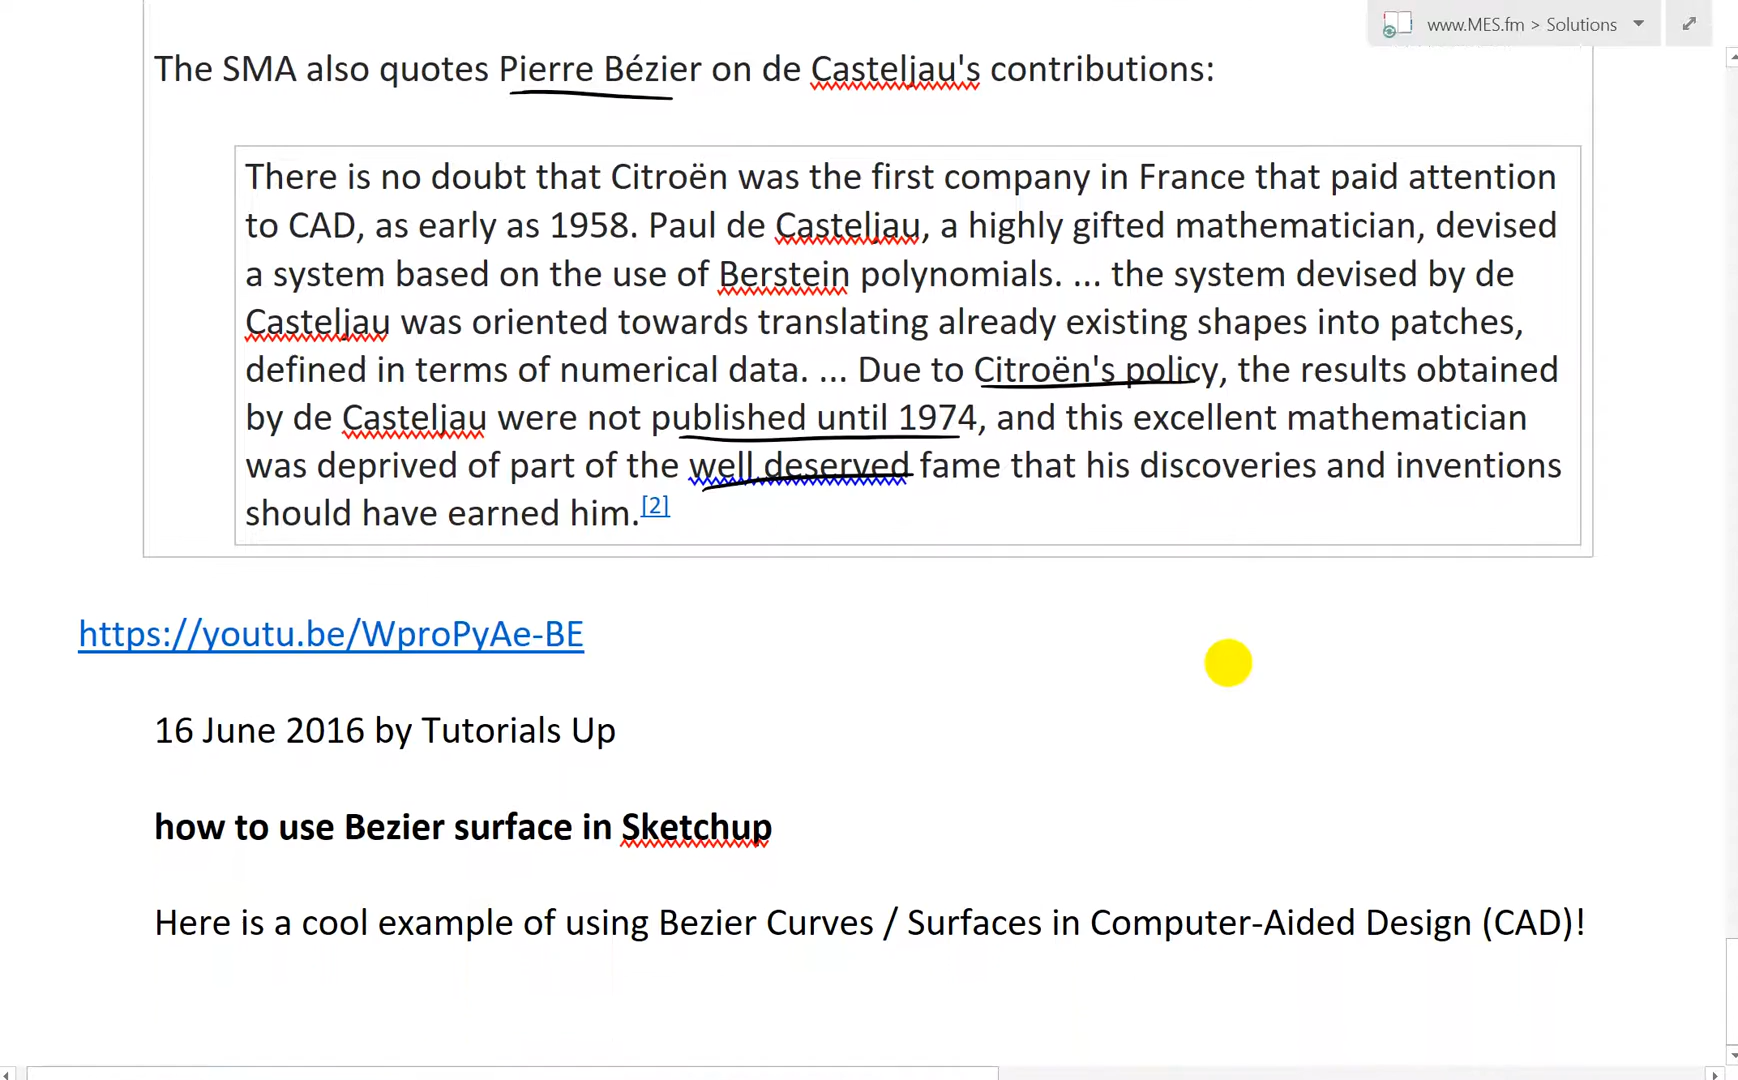 www.MES.fm > Solutions
The SMA also quotes Pierre Bézier on de Casteljau's contributions:
There is no doubt that Citroën was the first company in France that paid attention
to CAD, as early as 1958. Paul de Casteljau, a highly gifted mathematician, devised
a system based on the use of Berstein polynomials. ... the system devised by de
Casteljau was oriented towards translating already existing shapes into patches,
defined in terms of numerical data. ... Due to Citroën's policy, the results obtained
by de Casteljau were not published until 1974, and this excellent mathematician
was deprived of part of the well deserved fame that his discoveries and inventions
should have earned him.[2]
https://youtu.be/WproPyAe-BE
16 June 2016 by Tutorials Up
how to use Bezier surface in Sketchup
Here is a cool example of using Bezier Curves / Surfaces in Computer-Aided Design (CAD)!